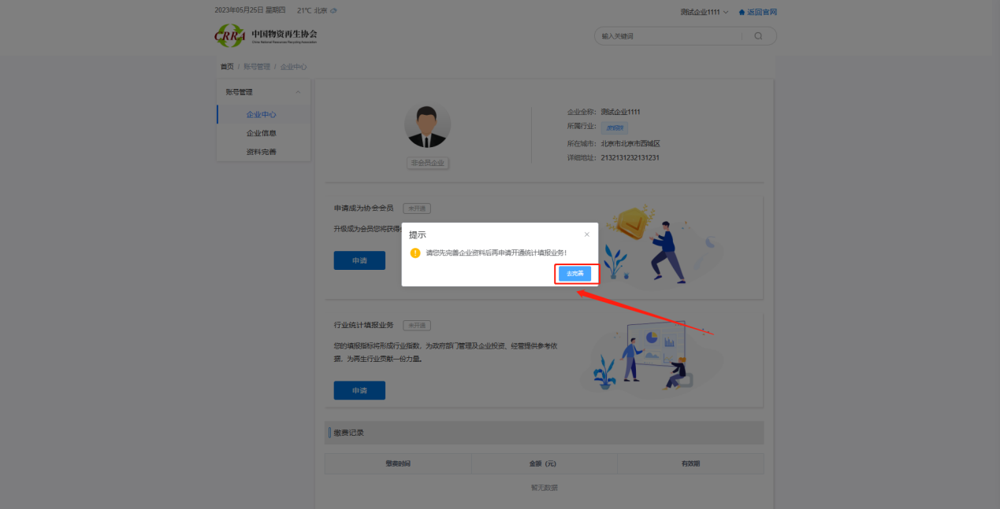 2023年05月25日 星期四 21℃ 北京
测试企业1111
返回官网
CRRA 中国物资再生协会
China National Resources Recycling Association
输入关键词
首页 / 账号管理 / 企业中心
账号管理
企业中心
企业信息
资料完善
非会员企业
企业全称: 测试企业1111
所属行业:
所在城市: 北京市北京市西城区
详细地址: 2132131232131231
申请成为协会会员 未开通
升级成为会员您将获得
申请
提示
请您先完善企业资料后再申请开通统计填报业务!
去完善
行业统计填报业务 未开通
您的填报指标将形成行业指数，为政府部门管理及企业投资、经营提供参考依
据，为再生行业贡献一份力量。
申请
缴费记录
缴费时间 金额（元） 有效期
暂无数据